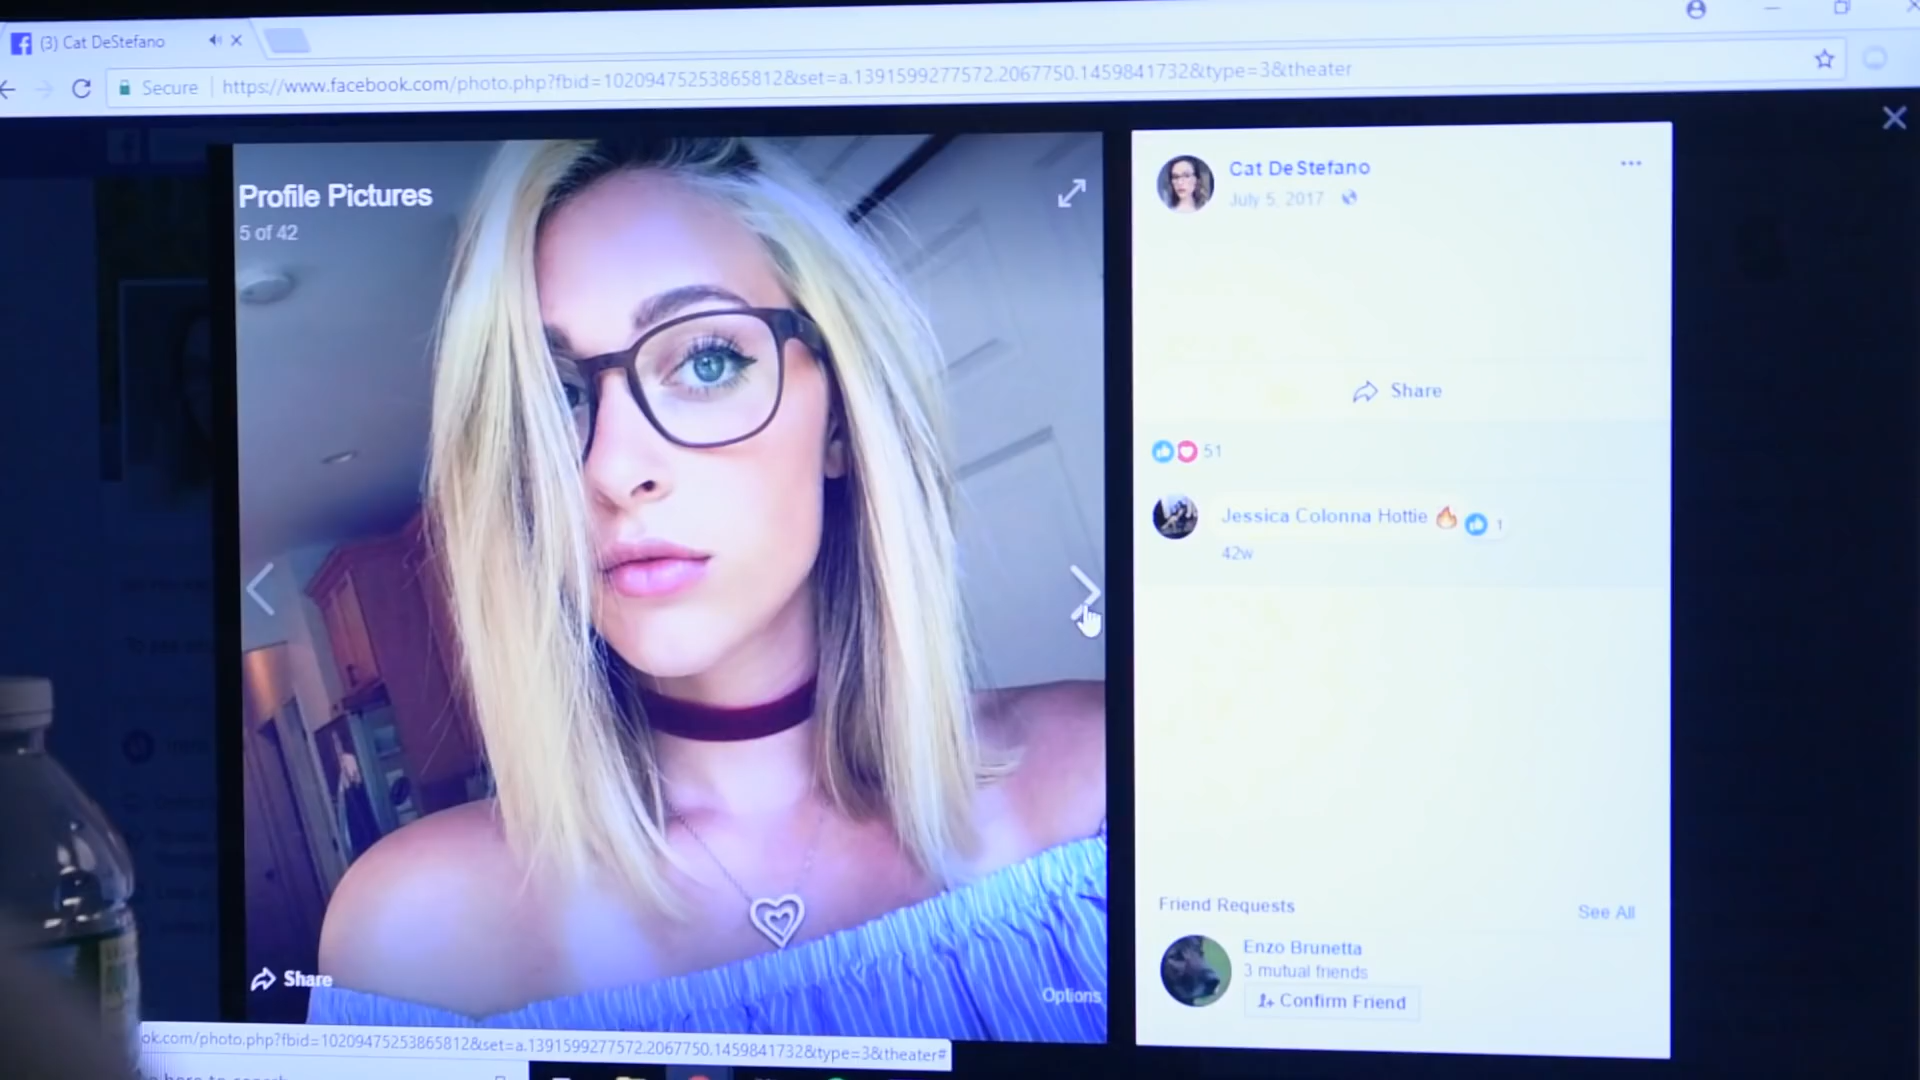 (3) Cat DeStefano
Secure
https://www.facebook.com/photo.php?fbid=10209475253865812&set=a.1391599277572.2067750.1459841732&type=3&theater
Profile Pictures
5 of 42
Cat DeStefano
July 5, 2017
Share
51
Jessica Colonna Hottie
1
42w
Friend Requests
See All
Enzo Brunetta
3 mutual friends
Confirm Friend
Share
Options
ok.com/photo.php?fbid=10209475253865812&set=a.1391599277572.2067750.1459841732&type=3&theater#